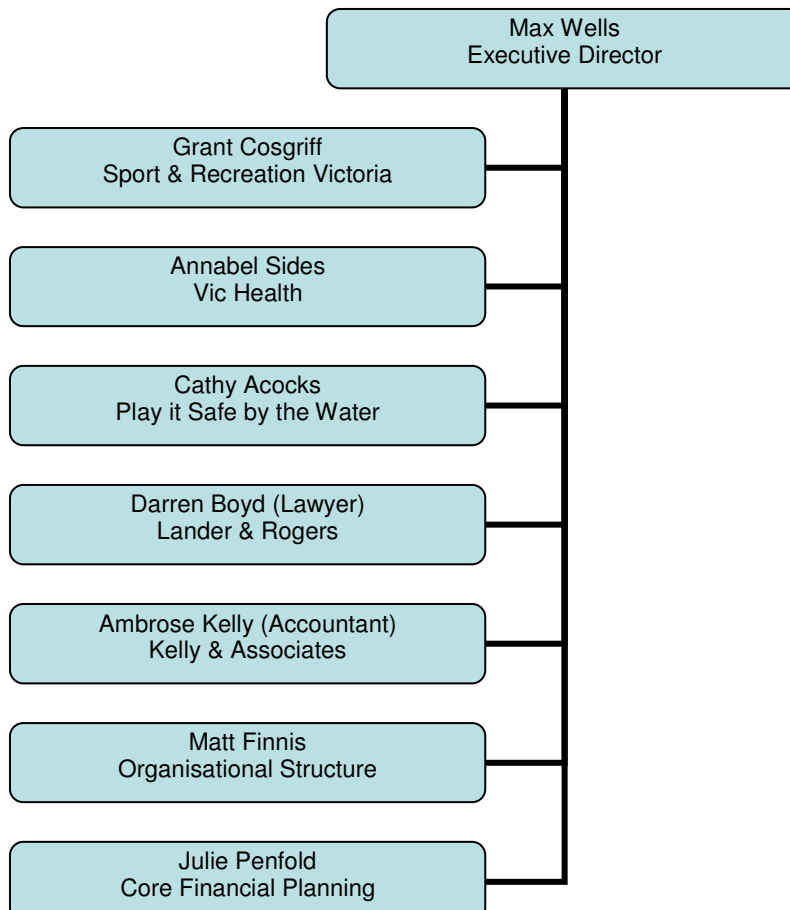 Max Wells
Executive Director
Grant Cosgriff
Sport & Recreation Victoria
Annabel Sides
Vic Health
Cathy Acocks
Play it Safe by the Water
Darren Boyd (Lawyer)
Lander & Rogers
Ambrose Kelly (Accountant)
Kelly & Associates
Matt Finnis
Organisational Structure
Julie Penfold
Core Financial Planning